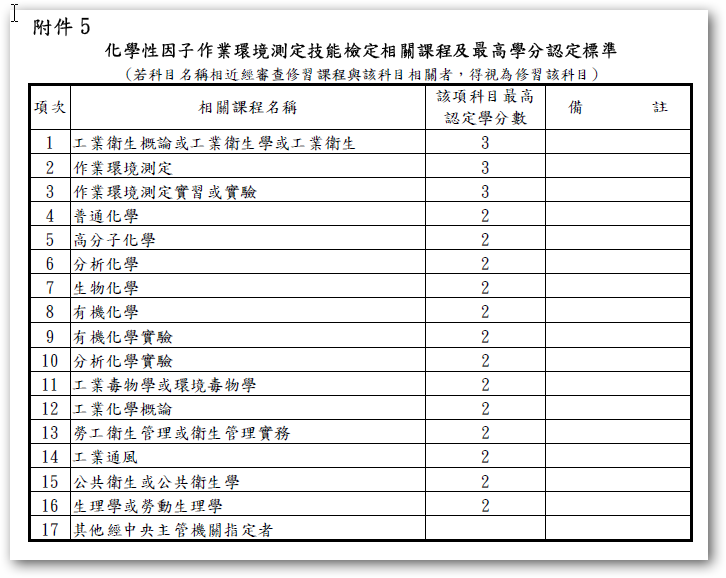 附件 5
化學性因子作業環境測定技能檢定相關課程及最高學分認定標準
（若科目名稱相近經審查修習課程與該科目相關者，得視為修習該科目）
項次 相關課程名稱 該項科目最高認定學分數 備 註
1 工業衛生概論或工業衛生學或工業衛生 3
2 作業環境測定 3
3 作業環境測定實習或實驗 3
4 普通化學 2
5 高分子化學 2
6 分析化學 2
7 生物化學 2
8 有機化學 2
9 有機化學實驗 2
10 分析化學實驗 2
11 工業毒物學或環境毒物學 2
12 工業化學概論 2
13 勞工衛生管理或衛生管理實務 2
14 工業通風 2
15 公共衛生或公共衛生學 2
16 生理學或勞動生理學 2
17 其他經中央主管機關指定者